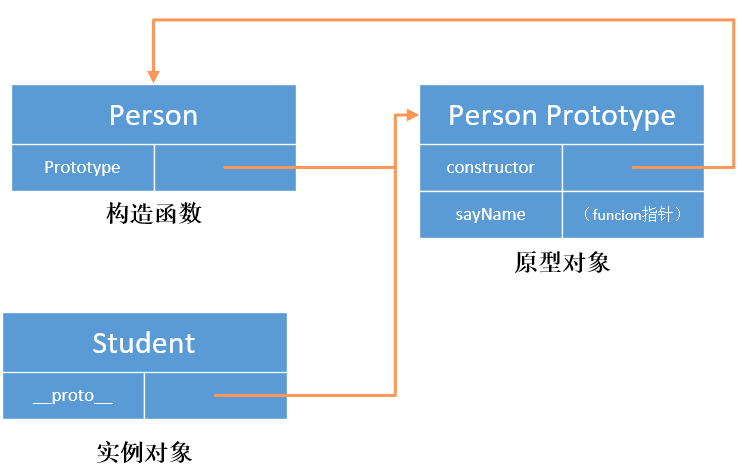 Person
Prototype
构造函数
Person Prototype
constructor
sayName （funcion指针）
原型对象
Student
__proto__
实例对象